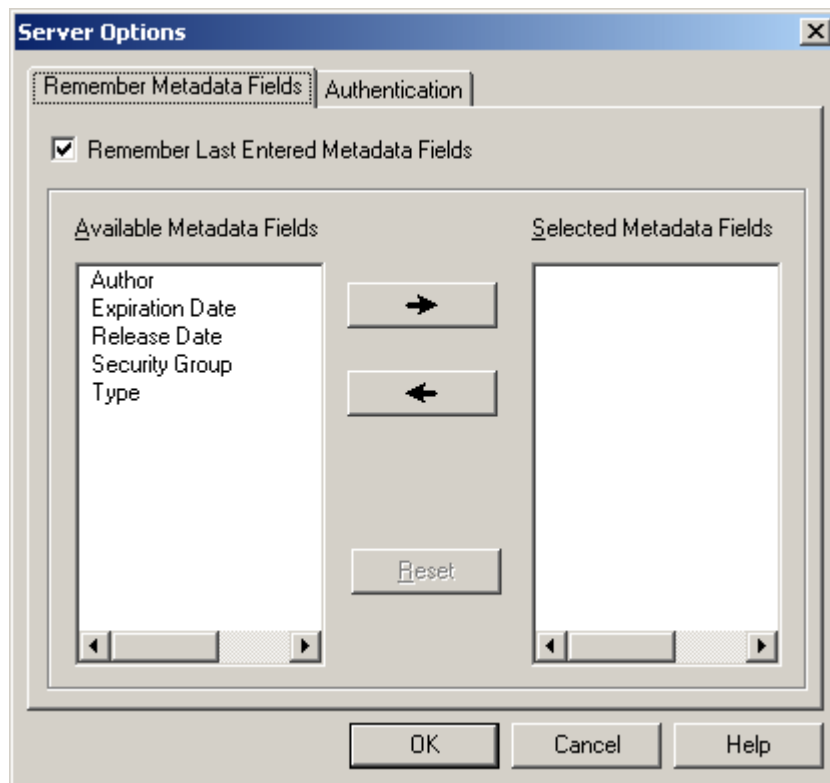 Server Options
Remember Metadata Fields
Authentication
Remember Last Entered Metadata Fields
Available Metadata Fields
Selected Metadata Fields
Author
Expiration Date
Release Date
Security Group
Type
Reset
OK
Cancel
Help